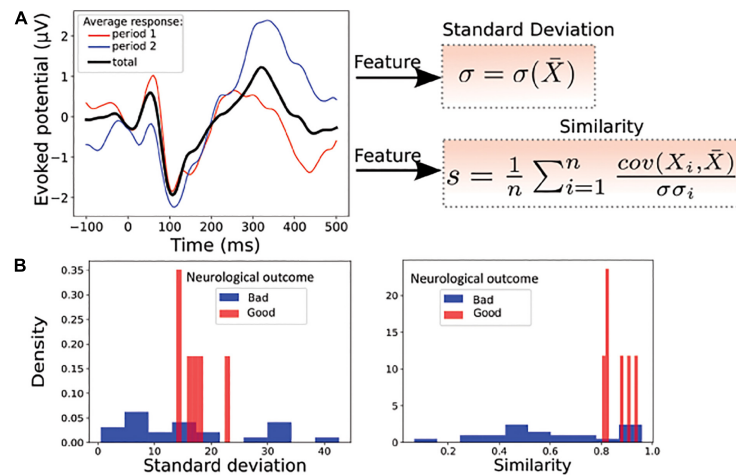 A
Average response:
period 1
period 2
total
Evoked potential (μV)
2
1
0
−1
−2
−100 0 100 200 300 400 500
Time (ms)
Feature
Standard Deviation
σ = σ(X̄)
Similarity
Feature
s = 1/n ∑ⁿᵢ₌₁ cov(Xᵢ,X̄)/σσᵢ
B
Neurological outcome
Bad
Good
Density
0.35
0.30
0.25
0.20
0.15
0.10
0.05
0.00
0 10 20 30 40
Standard deviation
Neurological outcome
Bad
Good
20
15
10
5
0
0.2 0.4 0.6 0.8 1.0
Similarity